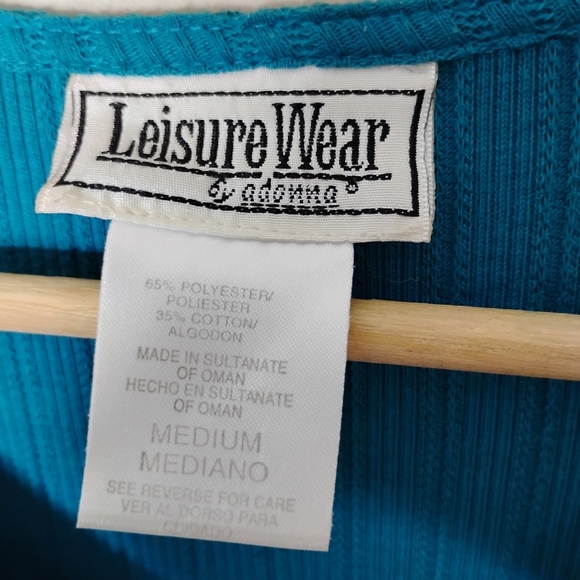 Leisure Wear
by adonna®
65% POLYESTER/
POLIESTER
35% COTTON/
ALGODON
MADE IN SULTANATE
OF OMAN
HECHO EN SULTANATE
OF OMAN
MEDIUM
MEDIANO
SEE REVERSE FOR CARE
VER AL DORSO PARA
CUIDADO